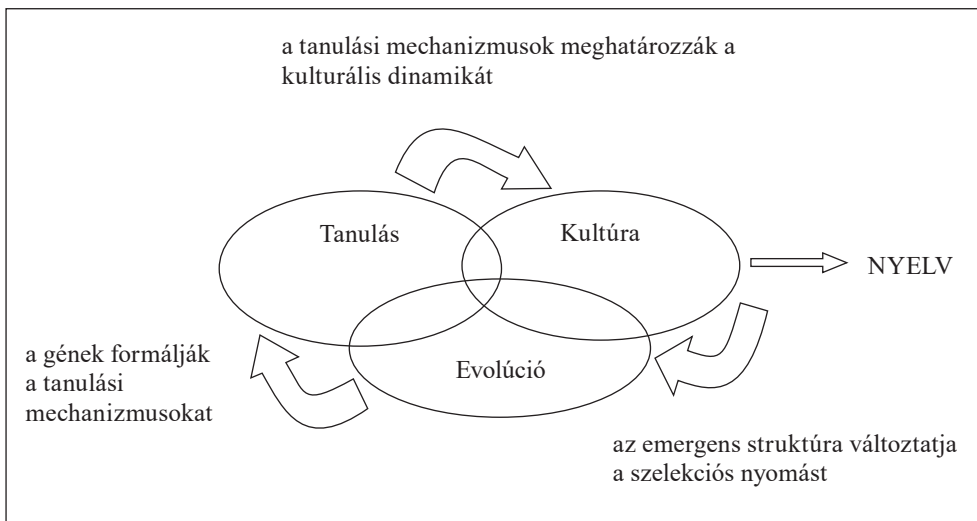 a tanulási mechanizmusok meghatározzák a
kulturális dinamikát
Tanulás
Kultúra
NYELV
a gének formálják
a tanulási
mechanizmusokat
Evolúció
az emergens struktúra változtatja
a szelekciós nyomást